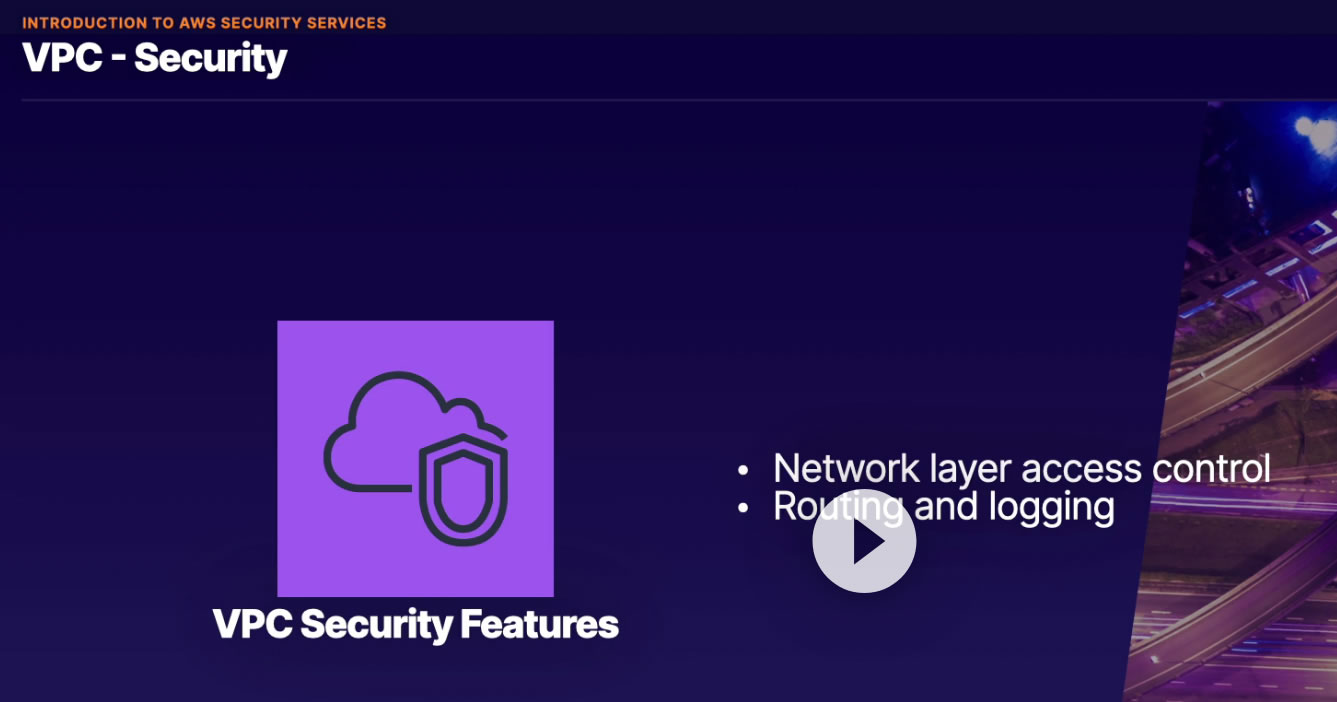 INTRODUCTION TO AWS SECURITY SERVICES
VPC - Security
• Network layer access control
• Routing and logging
VPC Security Features